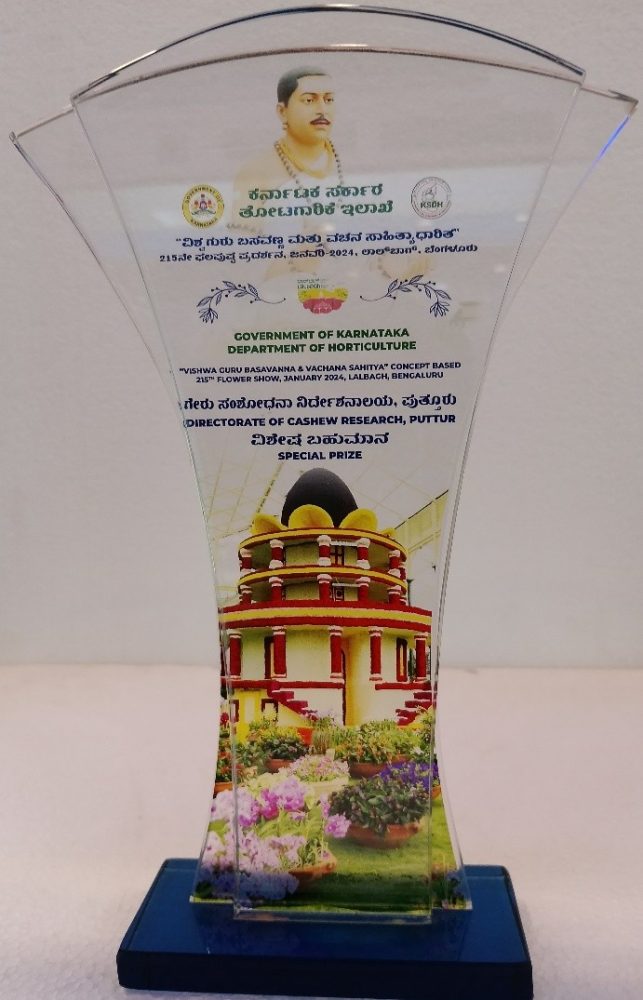 ಕರ್ನಾಟಕ ಸರ್ಕಾರ
ತೋಟಗಾರಿಕೆ ಇಲಾಖೆ
KSDH
"ವಿಶ್ವ ಗುರು ಬಸವಣ್ಣ ಮತ್ತು ವಚನ ಸಾಹಿತ್ಯಾಧಾರಿತ"
215ನೇ ಫಲಪುಷ್ಪ ಪ್ರದರ್ಶನ, ಜನವರಿ-2024, ಲಾಲ್‌ಬಾಗ್, ಬೆಂಗಳೂರು
GOVERNMENT OF KARNATAKA
DEPARTMENT OF HORTICULTURE
"VISHWA GURU BASAVANNA & VACHANA SAHITYA" CONCEPT BASED
215TH FLOWER SHOW, JANUARY 2024, LALBAGH, BENGALURU
ಗೇರು ಸಂಶೋಧನಾ ನಿರ್ದೇಶನಾಲಯ, ಪುತ್ತೂರು
DIRECTORATE OF CASHEW RESEARCH, PUTTUR
ವಿಶೇಷ ಬಹುಮಾನ
SPECIAL PRIZE